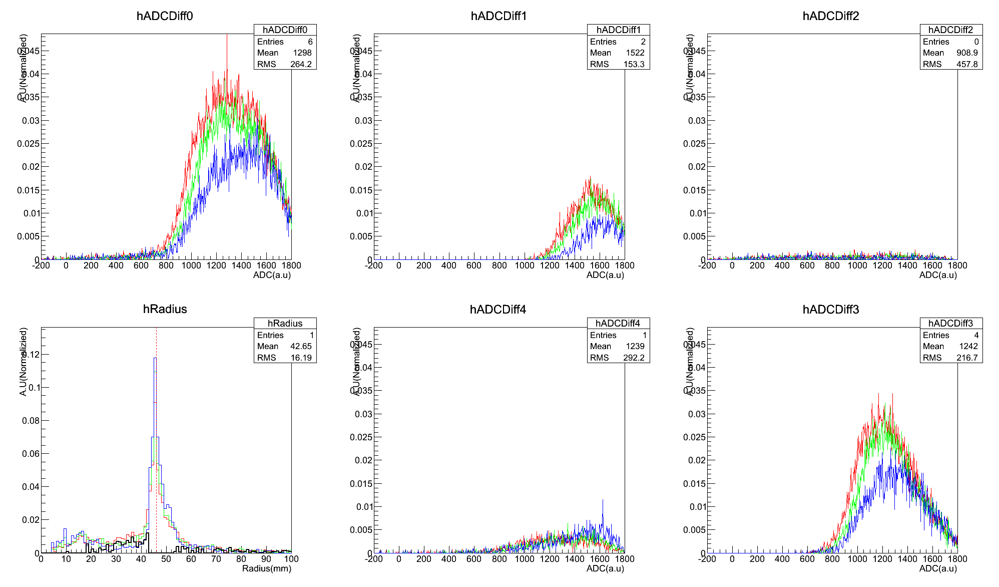 hADCDiff0
hADCDiff0
Entries 6
Mean 1298
RMS 264.2
A.U(Normalizied)
0.045
0.04
0.035
0.03
0.025
0.02
0.015
0.01
0.005
0
-200 0 200 400 600 800 1000 1200 1400 1600 1800
ADC(a.u)
hADCDiff1
hADCDiff1
Entries 2
Mean 1522
RMS 153.3
A.U(Normalizied)
0.045
0.04
0.035
0.03
0.025
0.02
0.015
0.01
0.005
0
-200 0 200 400 600 800 1000 1200 1400 1600 1800
ADC(a.u)
hADCDiff2
hADCDiff2
Entries 0
Mean 908.9
RMS 457.8
A.U(Normalizied)
0.045
0.04
0.035
0.03
0.025
0.02
0.015
0.01
0.005
0
-200 0 200 400 600 800 1000 1200 1400 1600 1800
ADC(a.u)
hRadius
hRadius
Entries 1
Mean 42.65
RMS 16.19
A.U(Normalizied)
0.12
0.1
0.08
0.06
0.04
0.02
0
0 10 20 30 40 50 60 70 80 90 100
Radius(mm)
hADCDiff4
hADCDiff4
Entries 1
Mean 1239
RMS 292.2
A.U(Normalizied)
0.045
0.04
0.035
0.03
0.025
0.02
0.015
0.01
0.005
0
-200 0 200 400 600 800 1000 1200 1400 1600 1800
ADC(a.u)
hADCDiff3
hADCDiff3
Entries 4
Mean 1242
RMS 216.7
A.U(Normalizied)
0.045
0.04
0.035
0.03
0.025
0.02
0.015
0.01
0.005
0
-200 0 200 400 600 800 1000 1200 1400 1600 1800
ADC(a.u)